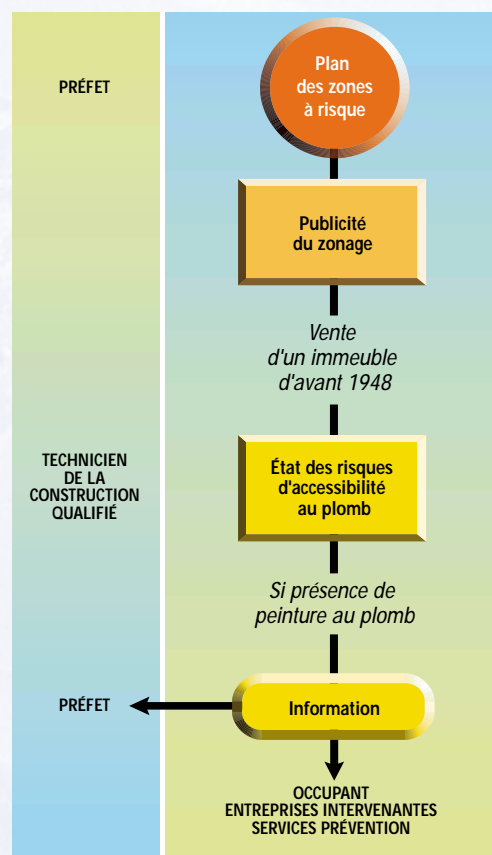 PRÉFET
Plan
des zones
à risque
Publicité
du zonage
Vente
d'un immeuble
d'avant 1948
TECHNICIEN
DE LA
CONSTRUCTION
QUALIFIÉ
État des risques
d'accessibilité
au plomb
Si présence de
peinture au plomb
PRÉFET
Information
OCCUPANT
ENTREPRISES INTERVENANTES
SERVICES PRÉVENTION